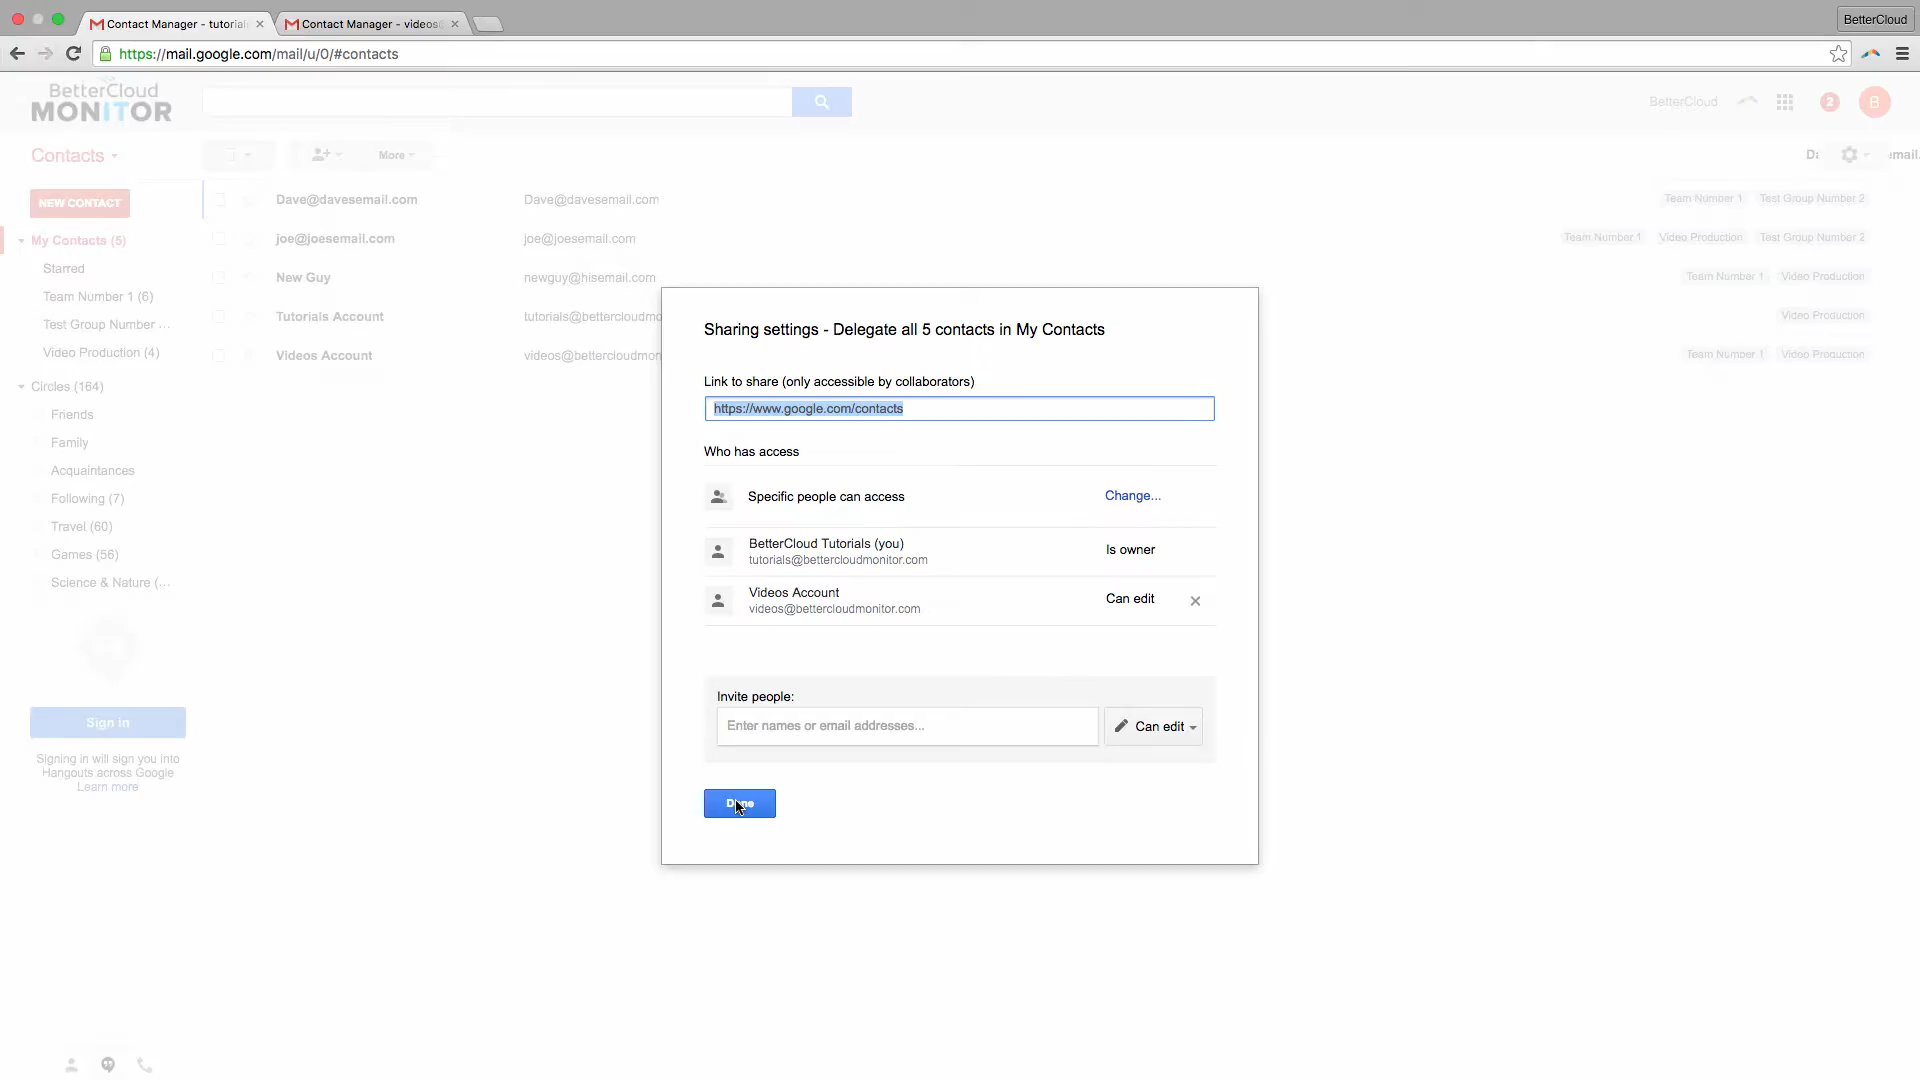 Contact Manager - tutorial
Contact Manager - videos@
BetterCloud
https://mail.google.com/mail/u/0/#contacts
BetterCloud
MONITOR
BetterCloud
2
B
Contacts
More
email.
NEW CONTACT
Dave@davesemail.com
Dave@davesemail.com
Team Number 1
Test Group Number 2
My Contacts (5)
joe@joesemail.com
joe@joesemail.com
Team Number 1
Video Production
Test Group Number 2
Starred
New Guy
newguy@hisemail.com
Team Number 1
Video Production
Team Number 1 (6)
Tutorials Account
tutorials@bettercloudmo
Video Production
Test Group Number ...
Videos Account
videos@bettercloudmon
Team Number 1
Video Production
Video Production (4)
Circles (164)
Friends
Family
Acquaintances
Following (7)
Travel (60)
Games (56)
Science & Nature (...
Sign in
Signing in will sign you into
Hangouts across Google
Learn more
Sharing settings - Delegate all 5 contacts in My Contacts
Link to share (only accessible by collaborators)
https://www.google.com/contacts
Who has access
Specific people can access
Change...
BetterCloud Tutorials (you)
tutorials@bettercloudmonitor.com
Is owner
Videos Account
videos@bettercloudmonitor.com
Can edit
Invite people:
Enter names or email addresses...
Can edit
Done